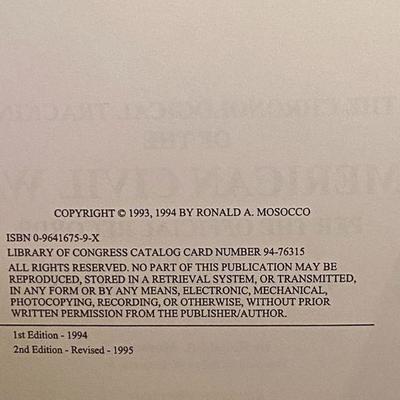 COPYRIGHT © 1993, 1994 BY RONALD A. MOSOCCO
ISBN 0-9641675-9-X
LIBRARY OF CONGRESS CATALOG CARD NUMBER 94-76315
ALL RIGHTS RESERVED. NO PART OF THIS PUBLICATION MAY BE
REPRODUCED, STORED IN A RETRIEVAL SYSTEM, OR TRANSMITTED,
IN ANY FORM OR BY ANY MEANS, ELECTRONIC, MECHANICAL,
PHOTOCOPYING, RECORDING, OR OTHERWISE, WITHOUT PRIOR
WRITTEN PERMISSION FROM THE PUBLISHER/AUTHOR.
1st Edition - 1994
2nd Edition - Revised - 1995